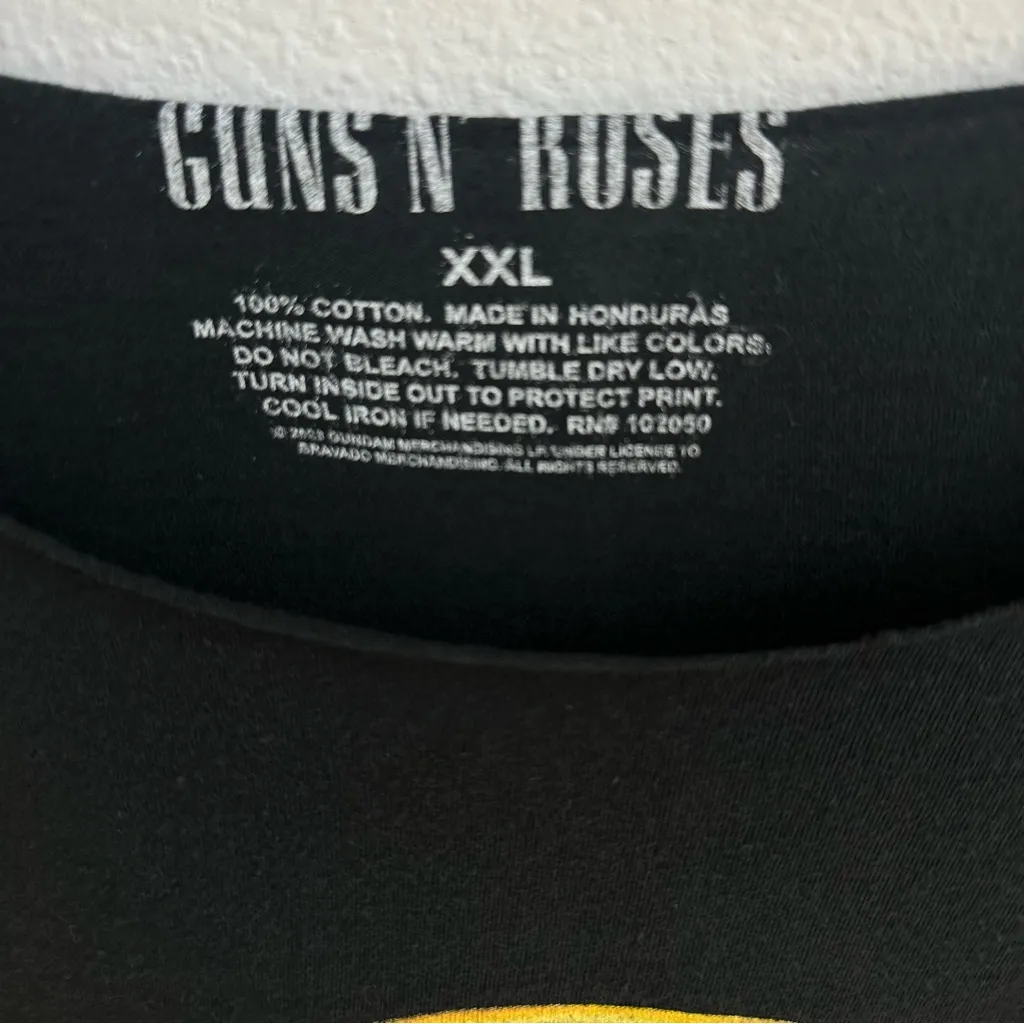 GUNS N' ROSES
XXL
100% COTTON. MADE IN HONDURAS
MACHINE WASH WARM WITH LIKE COLORS.
DO NOT BLEACH. TUMBLE DRY LOW.
TURN INSIDE OUT TO PROTECT PRINT.
COOL IRON IF NEEDED. RN# 102050
MERCHANDISING UNDER LICENSE TO
BRAVADO MERCHANDISING. ALL RIGHTS RESERVED.